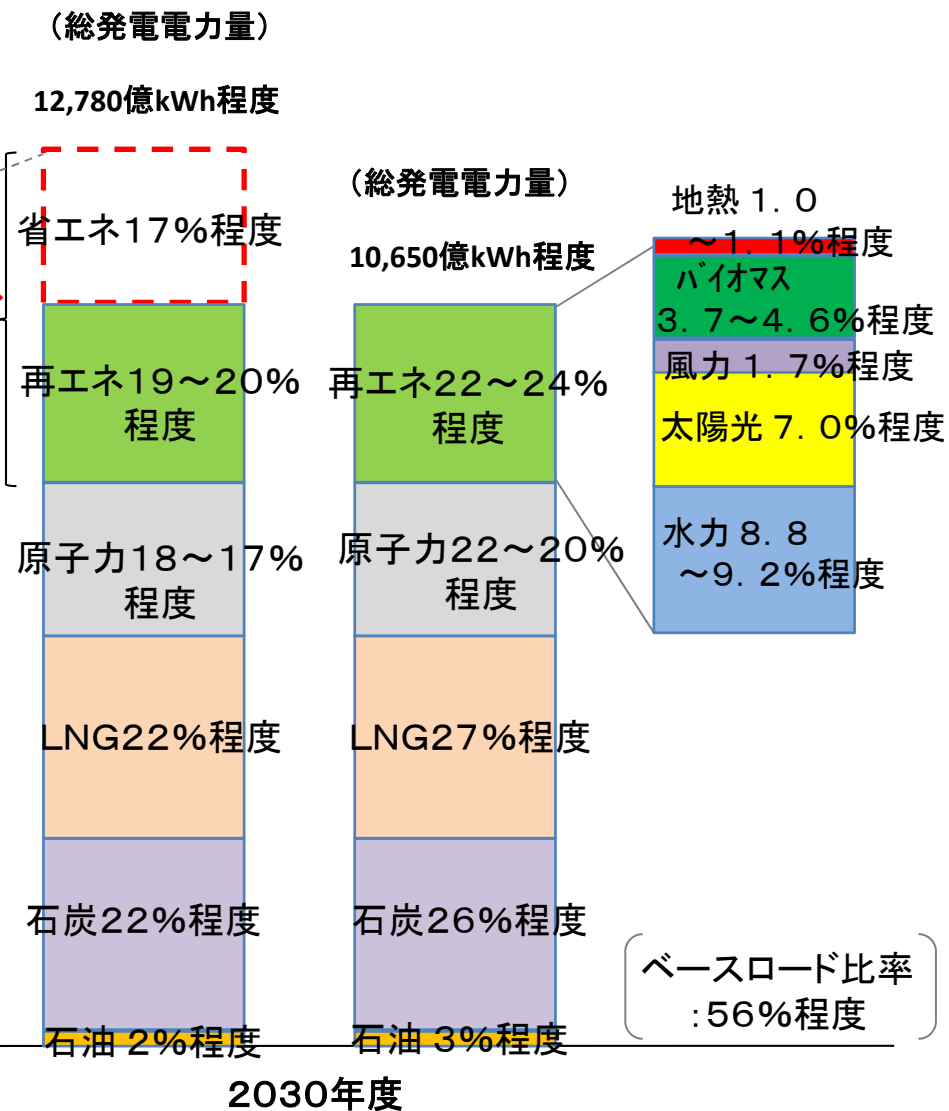 （総発電電力量）
12,780億kWh程度
省エネ１７％程度
再エネ１９～２０％
程度
原子力１８～１７％
程度
LNG２２％程度
石炭２２％程度
石油 ２％程度
（総発電電力量）
10,650億kWh程度
再エネ２２～２４％
程度
原子力２２～２０％
程度
LNG２７％程度
石炭２６％程度
石油 ３％程度
地熱 １．０
～１．１％程度
バイオマス
３．７～４．６％程度
風力 １．７％程度
太陽光 ７．０％程度
水力 ８．８
～９．２％程度
ベースロード比率
：５６％程度
２０３０年度